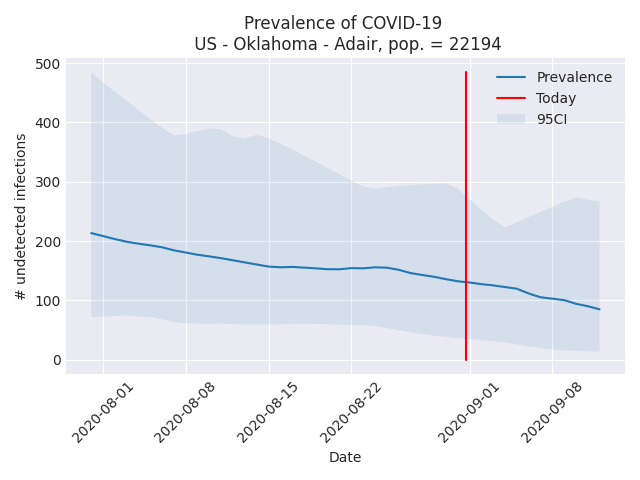 Prevalence of COVID-19
US - Oklahoma - Adair, pop. = 22194
# undetected infections
500
400
300
200
100
0
Prevalence
Today
95CI
2020-08-01
2020-08-08
2020-08-15
2020-08-22
2020-09-01
2020-09-08
Date